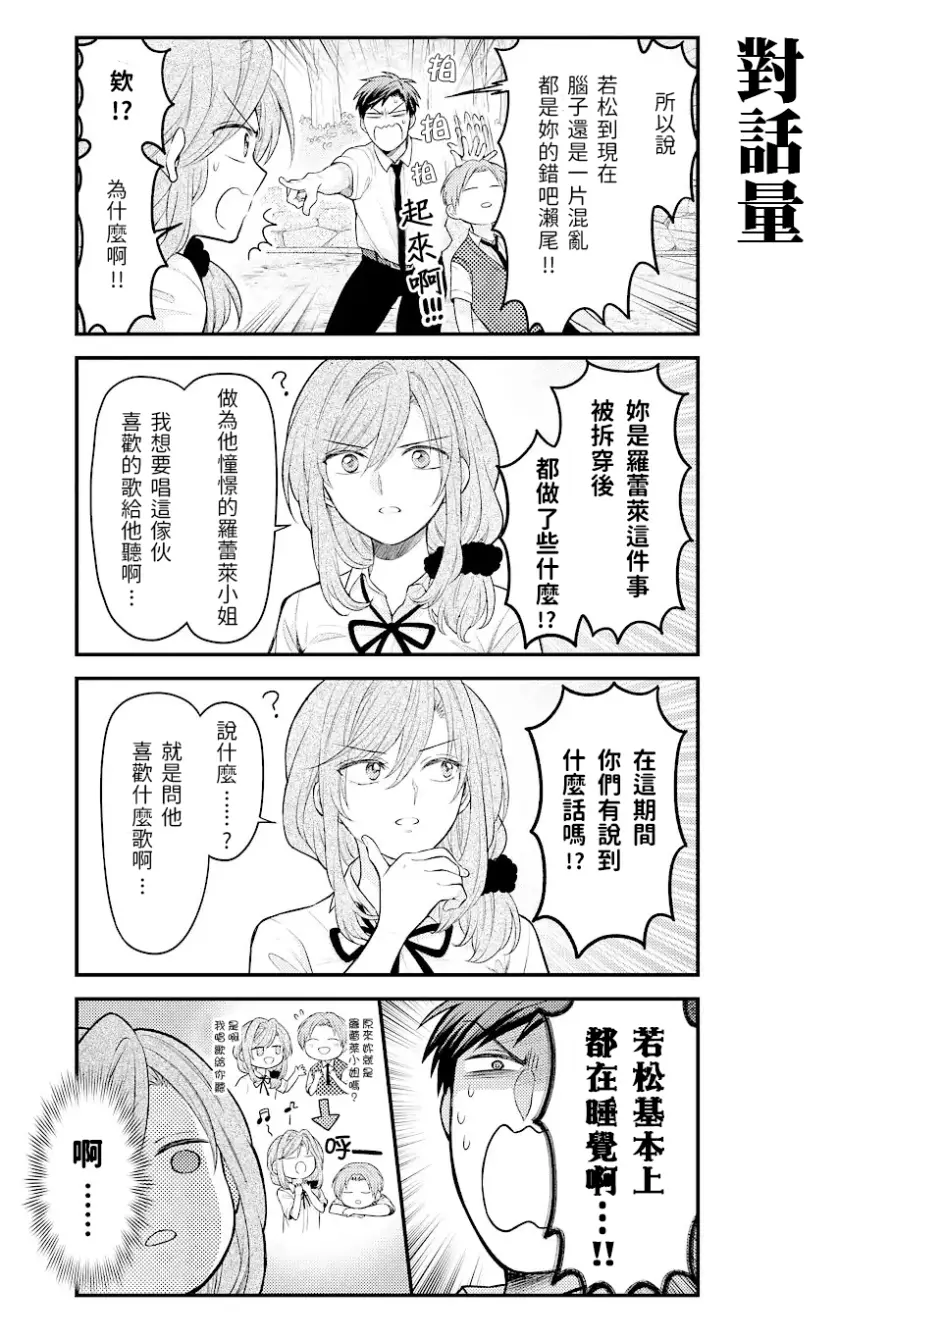 對話量
所以說
若松到現在
腦子還是一片混亂
都是妳的錯吧瀨尾!!
拍
拍
拍
起來啊!!!
欸!?
為什麼啊!!
妳是羅蕾萊這件事
被拆穿後
都做了些什麼!?
?
做為他憧憬的羅蕾萊小姐
我想要唱這傢伙
喜歡的歌給他聽啊…
在這期間
你們有說到
什麼話嗎!?
?
說什麼……?
就是問他
喜歡什麼歌啊…
若松基本上
都在睡覺啊…!!
原來妳就是
羅蕾萊小姐嗎?
是啊
我唱歌給你聽
呼—
啊……